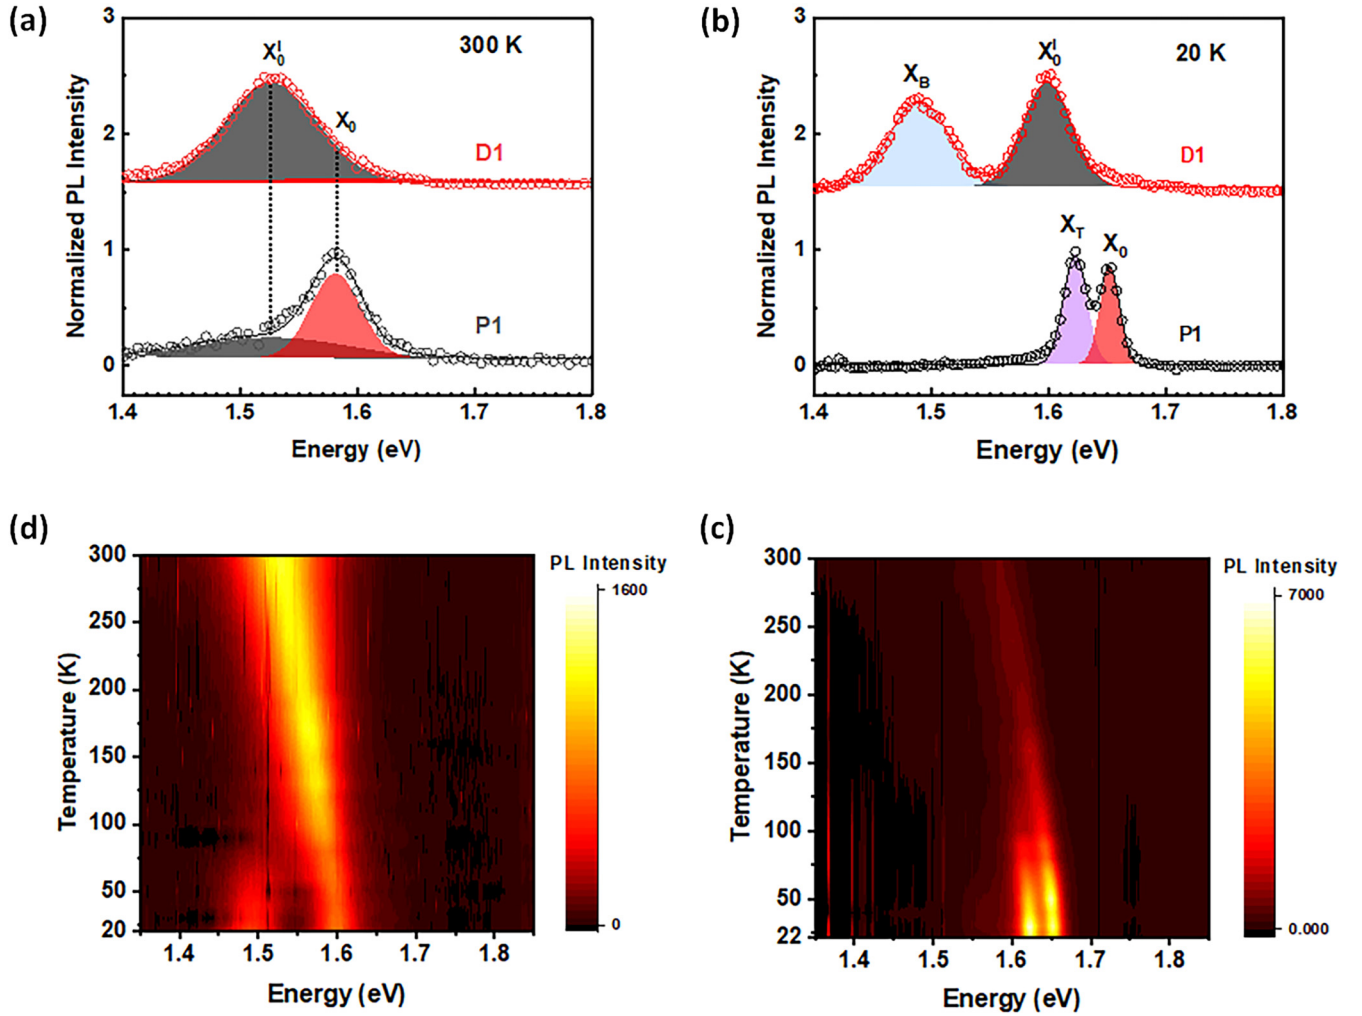 (a)
3
2
1
0
Normalized PL Intensity
300 K
X₀ᴵ
X₀
D1
P1
1.4 1.5 1.6 1.7 1.8
Energy (eV)
(b)
3
2
1
0
Normalized PL Intensity
20 K
X_B
X₀ᴵ
D1
X_T
X₀
P1
1.4 1.5 1.6 1.7 1.8
Energy (eV)
(d)
300
250
200
150
100
50
20
Temperature (K)
1.4 1.5 1.6 1.7 1.8
Energy (eV)
PL Intensity
1600
0
(c)
300
250
200
150
100
50
22
Temperature (K)
1.4 1.5 1.6 1.7 1.8
Energy (eV)
PL Intensity
7000
0.000